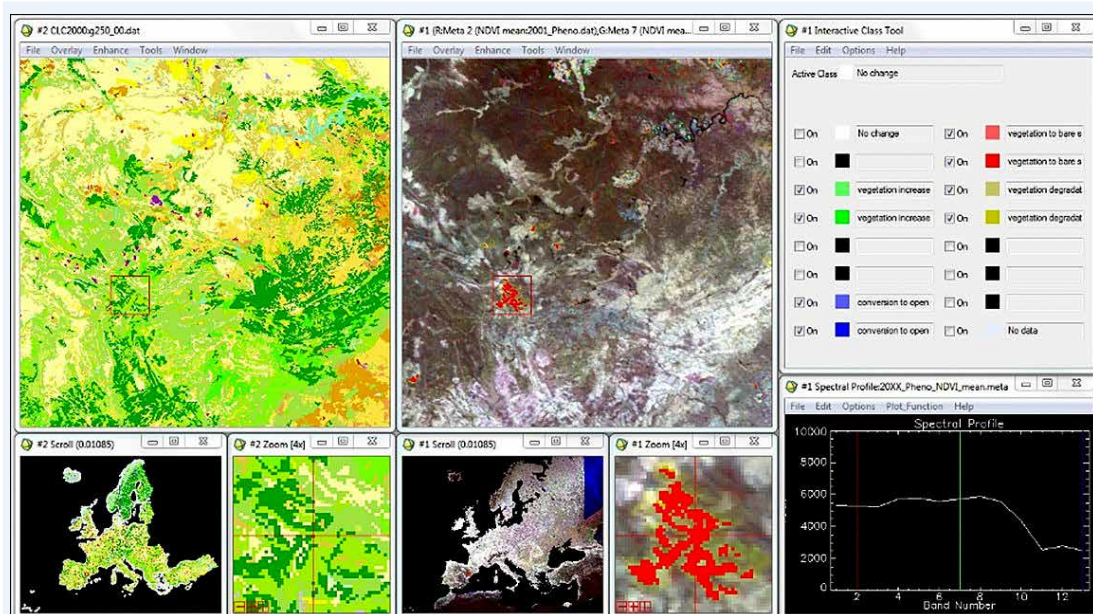 #2 CLC2000:g250_00.dat
File Overlay Enhance Tools Window
#1 (R:Meta 2 (NDVI mean:2001_Pheno.dat),G:Meta 7 (NDVI mea...
File Overlay Enhance Tools Window
#1 Interactive Class Tool
File Edit Options Help
Active Class No change
On No change On vegetation to bare s
On On vegetation to bare s
On vegetation increase On vegetation degradat
On vegetation increase On vegetation degradat
On On
On On
On conversion to open On
On conversion to open On No data
#1 Spectral Profile:20XX_Pheno_NDVI_mean.meta
File Edit Options Plot_Function Help
Spectral Profile
10000
8000
6000
4000
2000
0
2 4 6 8 10 12
Band Number
#2 Scroll (0.01085)
#2 Zoom [4x]
#1 Scroll (0.01085)
#1 Zoom [4x]